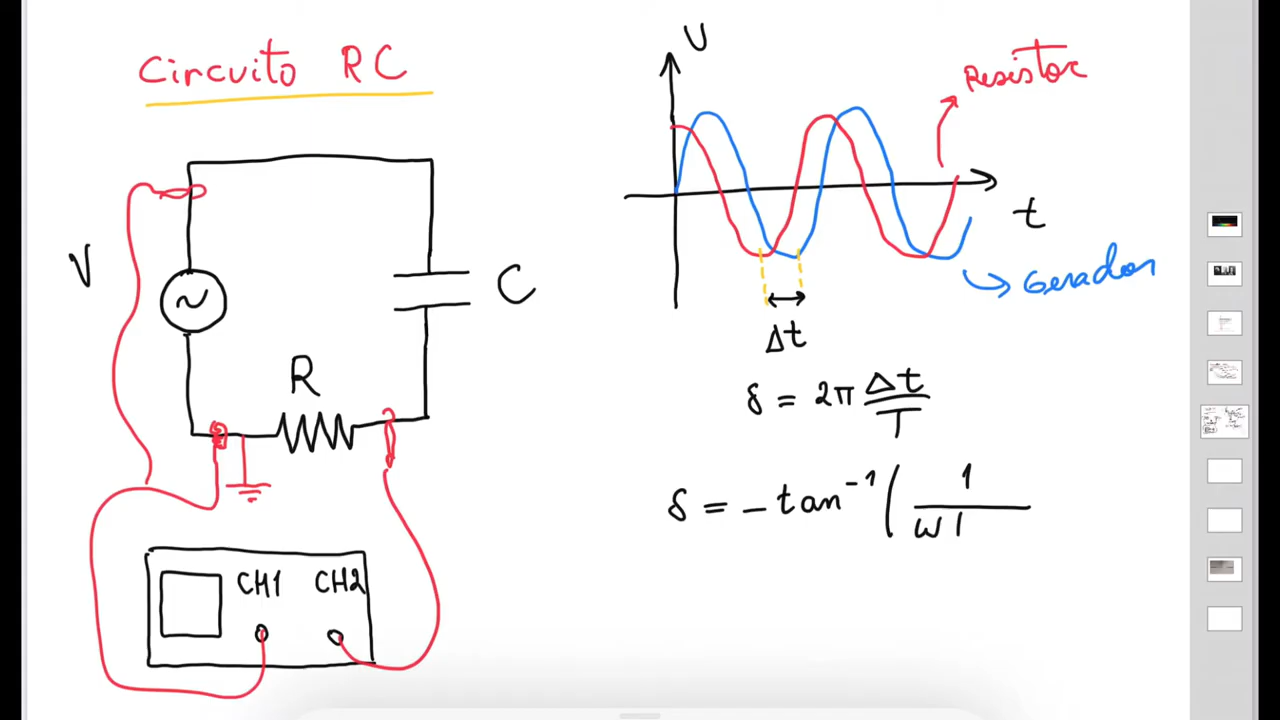 Circuito RC
V
C
R
CH1 CH2
U
Resistor
t
Gerador
Δt
δ = 2π Δt/T
δ = - tan⁻¹ ( 1/ω